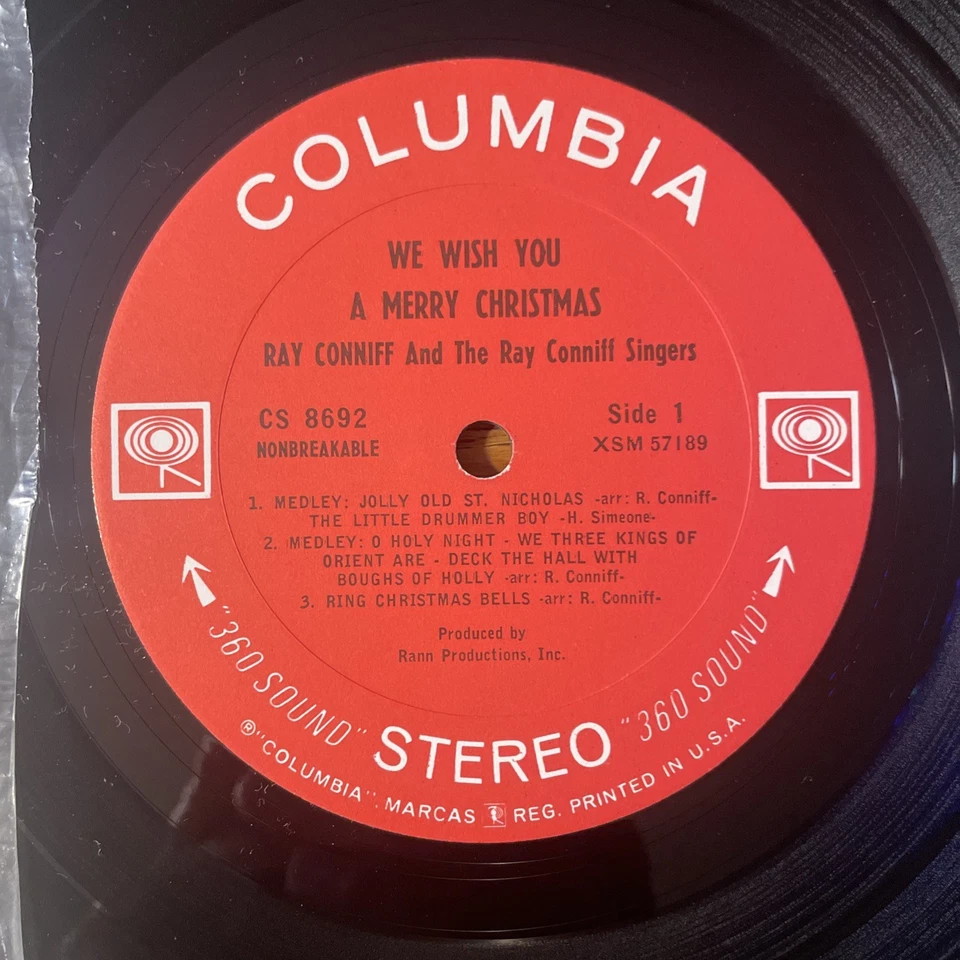 COLUMBIA
WE WISH YOU
A MERRY CHRISTMAS
RAY CONNIFF And The Ray Conniff Singers
CS 8692
NONBREAKABLE
Side 1
XSM 57189
1. MEDLEY: JOLLY OLD ST. NICHOLAS -arr: R. Conniff-
THE LITTLE DRUMMER BOY -H. Simeone-
2. MEDLEY: O HOLY NIGHT - WE THREE KINGS OF
ORIENT ARE - DECK THE HALL WITH
BOUGHS OF HOLLY -arr: R. Conniff-
3. RING CHRISTMAS BELLS -arr: R. Conniff-
Produced by
Rann Productions, Inc.
"360 SOUND" STEREO "360 SOUND"
®"COLUMBIA". MARCAS REG. PRINTED IN U.S.A.